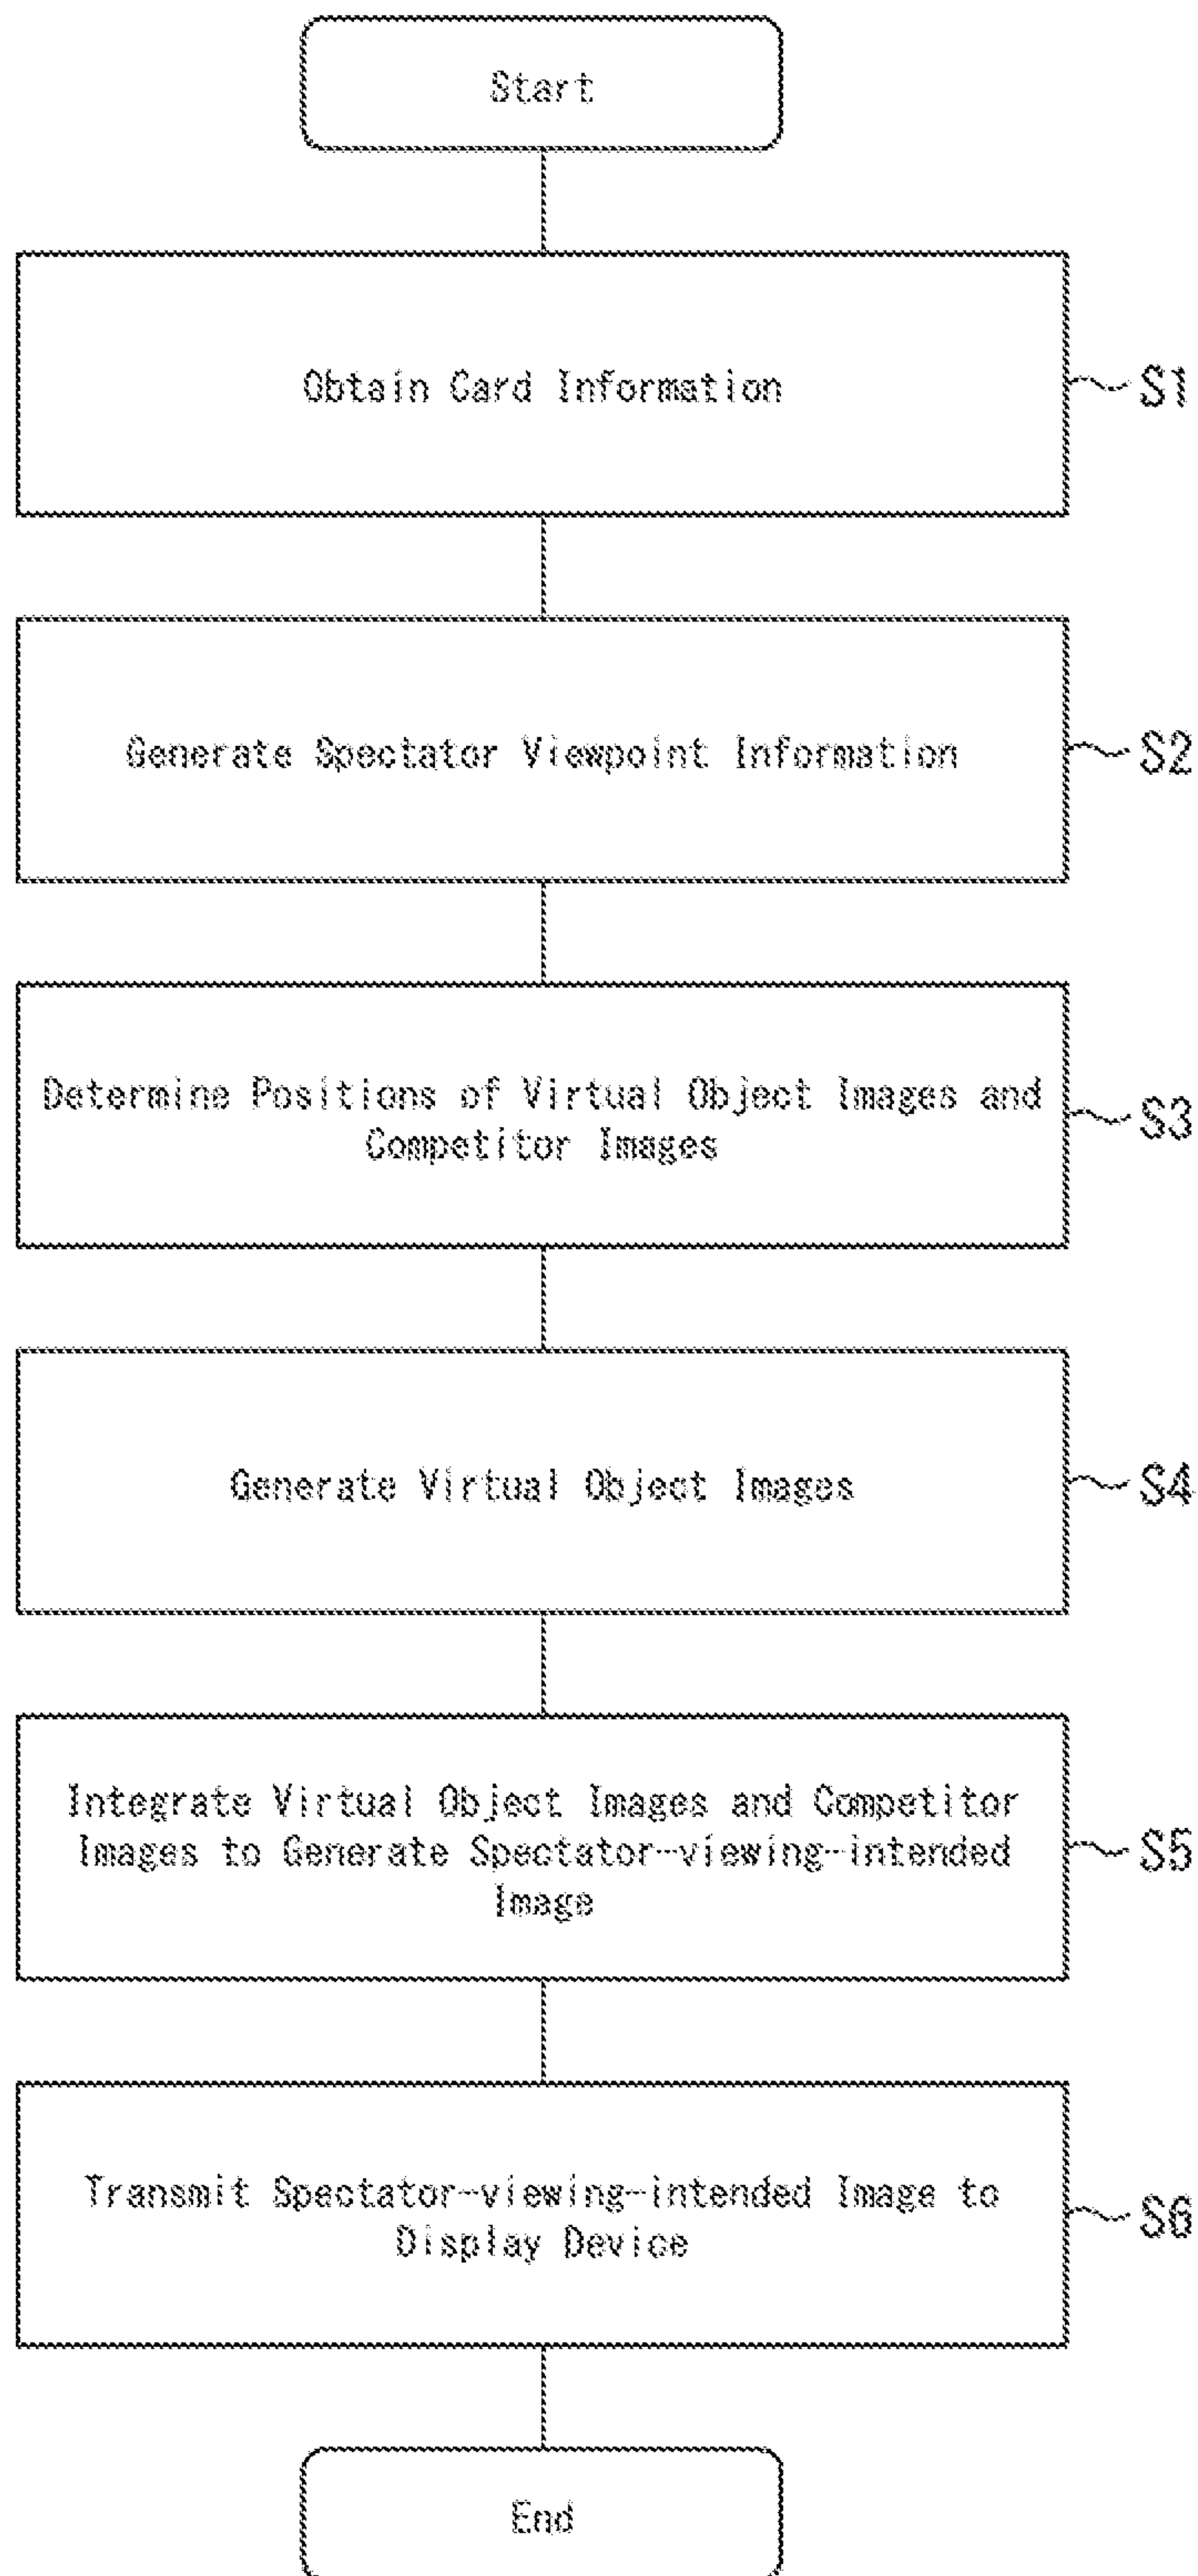 Start
Obtain Card Information
S1
Generate Spectator Viewpoint Information
S2
Determine Positions of Virtual Object Images and
Competitor Images
S3
Generate Virtual Object Images
S4
Integrate Virtual Object Images and Competitor
Images to Generate Spectator-viewing-intended
Image
S5
Transmit Spectator-viewing-intended Image to
Display Device
S6
End